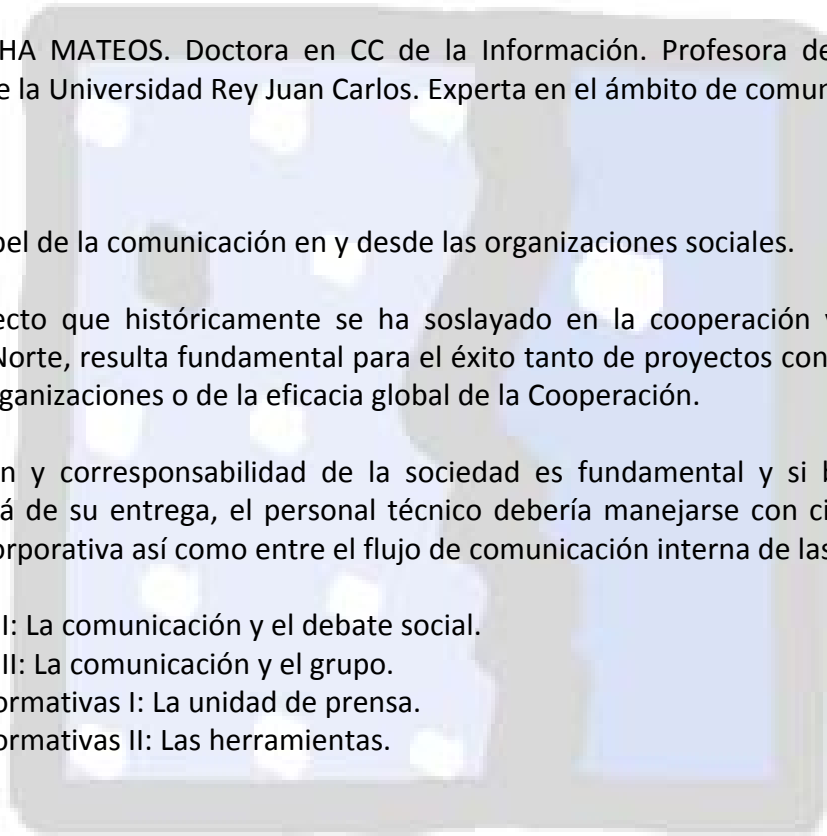 HA MATEOS. Doctora en CC de la Información. Profesora de
e la Universidad Rey Juan Carlos. Experta en el ámbito de comun
pel de la comunicación en y desde las organizaciones sociales.
ecto que históricamente se ha soslayado en la cooperación y
Norte, resulta fundamental para el éxito tanto de proyectos con
ganizaciones o de la eficacia global de la Cooperación.
n y corresponsabilidad de la sociedad es fundamental y si b
á de su entrega, el personal técnico debería manejarse con ci
orporativa así como entre el flujo de comunicación interna de las
I: La comunicación y el debate social.
II: La comunicación y el grupo.
ormativas I: La unidad de prensa.
ormativas II: Las herramientas.